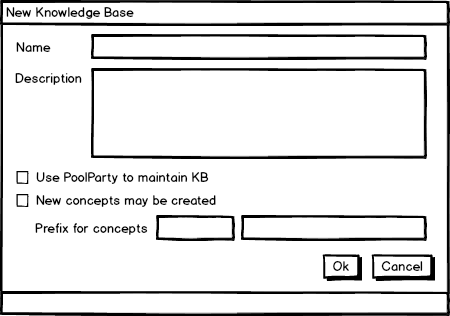 New Knowledge Base
Name
Description
Use PoolParty to maintain KB
New concepts may be created
Prefix for concepts
Ok Cancel